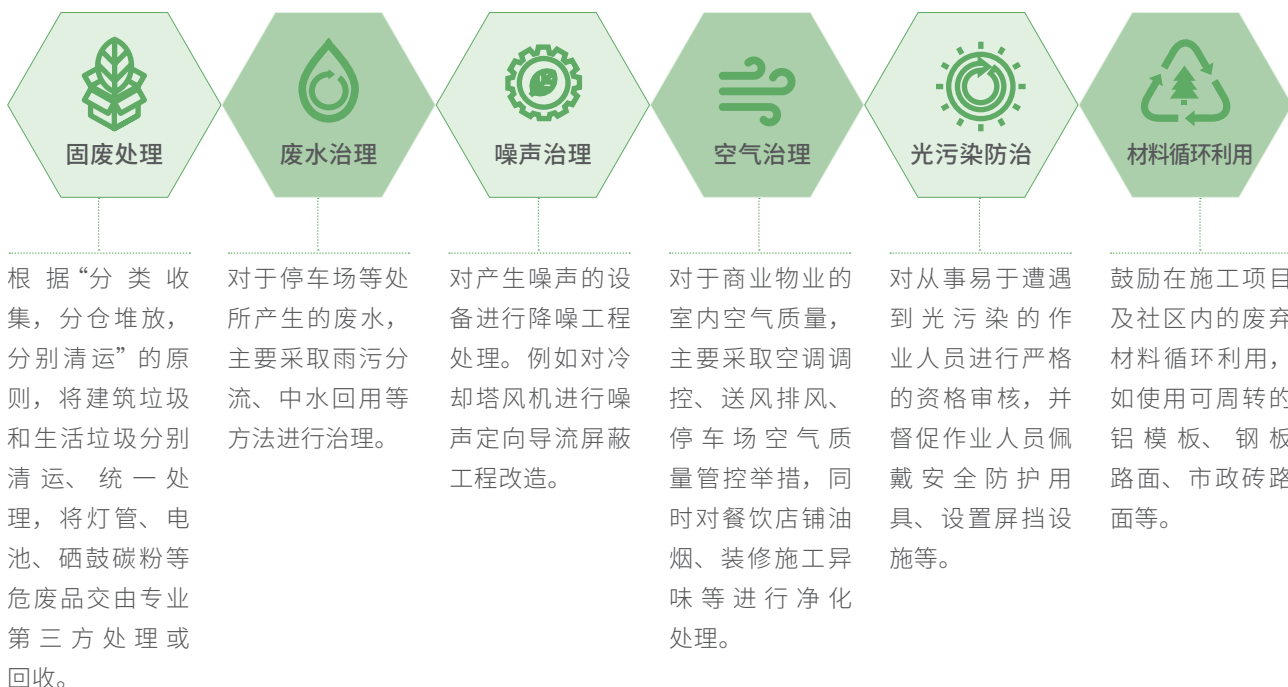 固废处理
废水治理
噪声治理
空气治理
光污染防治
材料循环利用
根据“分类收
集，分仓堆放，
分别清运”的原
则，将建筑垃圾
和生活垃圾分别
清运、统一处
理，将灯管、电
池、硒鼓碳粉等
危废品交由专业
第三方处理或
回收。
对于停车场等处
所产生的废水，
主要采取雨污分
流、中水回用等
方法进行治理。
对产生噪声的设
备进行降噪工程
处理。例如对冷
却塔风机进行噪
声定向导流屏蔽
工程改造。
对于商业物业的
室内空气质量，
主要采取空调调
控、送风排风、
停车场空气质
量管控举措，同
时对餐饮店铺油
烟、装修施工异
味等进行净化
处理。
对从事易于遭遇
到光污染的作
业人员进行严格
的资格审核，并
督促作业人员佩
戴安全防护用
具、设置屏挡设
施等。
鼓励在施工项目
及社区内的废弃
材料循环利用，
如使用可周转的
铝模板、钢板
路面、市政砖路
面等。